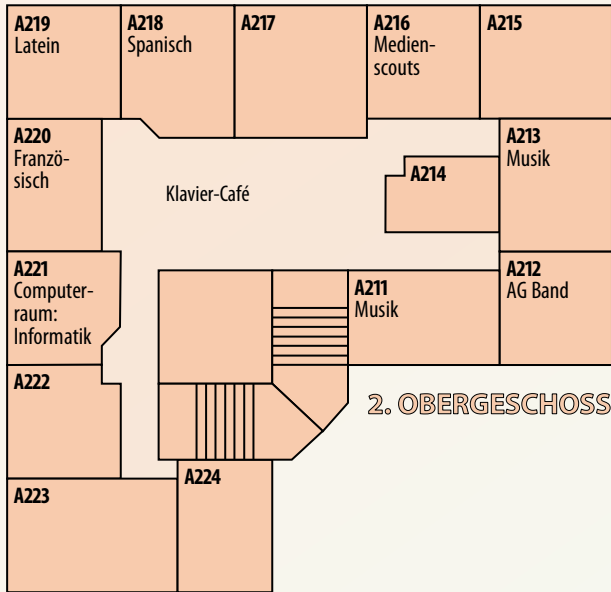 A219
Latein
A218
Spanisch
A217
A216
Medien-
scouts
A215
A220
Franzö-
sisch
Klavier-Café
A214
A213
Musik
A221
Computer-
raum:
Informatik
A211
Musik
A212
AG Band
A222
2. OBERGESCHOSS
A223
A224